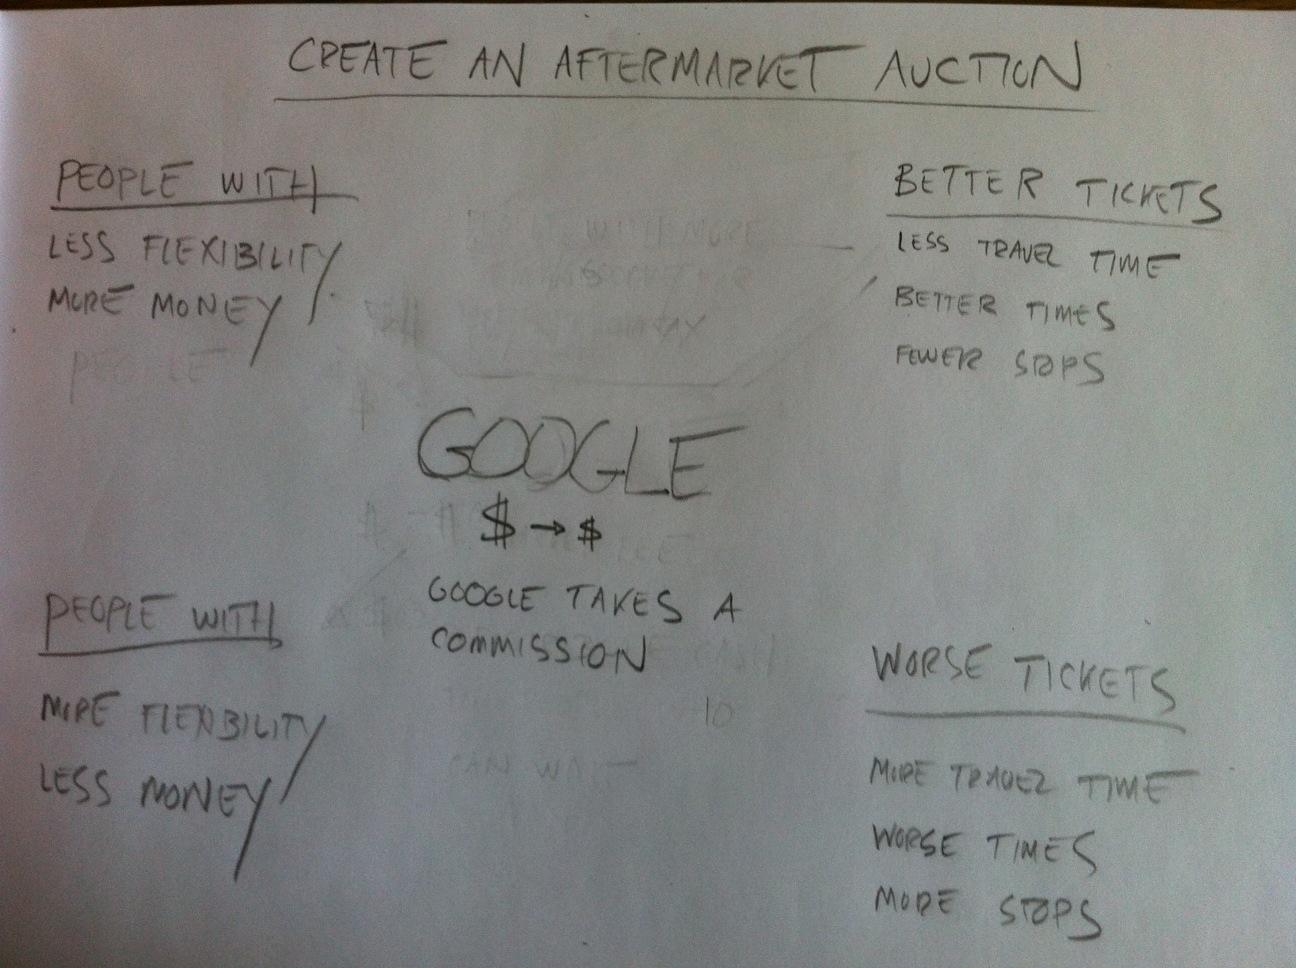 CREATE AN AFTERMARKET AUCTION
PEOPLE WITH
LESS FLEXIBILITY
MORE MONEY
BETTER TICKETS
LESS TRAVEL TIME
BETTER TIMES
FEWER STOPS
GOOGLE
$ → $
GOOGLE TAKES A
COMMISSION
PEOPLE WITH
MORE FLEXIBILITY
LESS MONEY
WORSE TICKETS
MORE TRAVEL TIME
WORSE TIMES
MORE STOPS